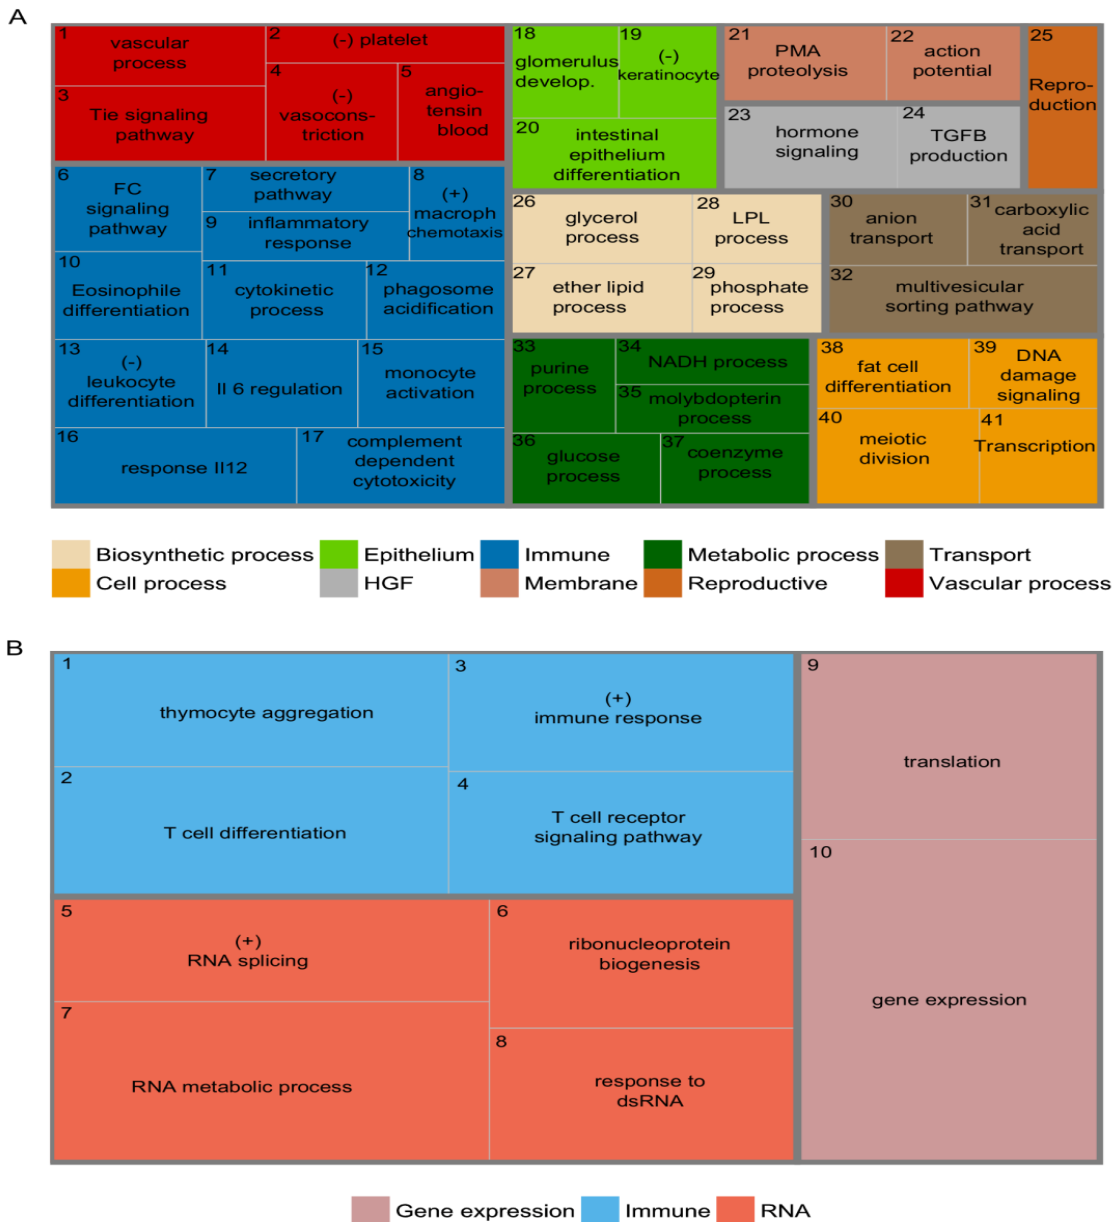 A
1
vascular
process
2
(-) platelet
3
Tie signaling
pathway
4
(-)
vasocons-
triction
5
angio-
tensin
blood
6
FC
signaling
pathway
7
secretory
pathway
8
(+)
macroph
chemotaxis
9
inflammatory
response
10
Eosinophile
differentiation
11
cytokinetic
process
12
phagosome
acidification
13
(-)
leukocyte
differentiation
14
Il 6 regulation
15
monocyte
activation
16
response Il12
17
complement
dependent
cytotoxicity
18
glomerulus
develop.
19
(-)
keratinocyte
20
intestinal
epithelium
differentiation
21
PMA
proteolysis
22
action
potential
23
hormone
signaling
24
TGFB
production
25
Repro-
duction
26
glycerol
process
27
ether lipid
process
28
LPL
process
29
phosphate
process
30
anion
transport
31
carboxylic
acid
transport
32
multivesicular
sorting pathway
33
purine
process
34
NADH process
35
molybdopterin
process
36
glucose
process
37
coenzyme
process
38
fat cell
differentiation
39
DNA
damage
signaling
40
meiotic
division
41
Transcription
Biosynthetic process
Epithelium
Immune
Metabolic process
Transport
Cell process
HGF
Membrane
Reproductive
Vascular process
B
1
thymocyte aggregation
2
T cell differentiation
3
(+)
immune response
4
T cell receptor
signaling pathway
5
(+)
RNA splicing
6
ribonucleoprotein
biogenesis
7
RNA metabolic process
8
response to
dsRNA
9
translation
10
gene expression
Gene expression
Immune
RNA